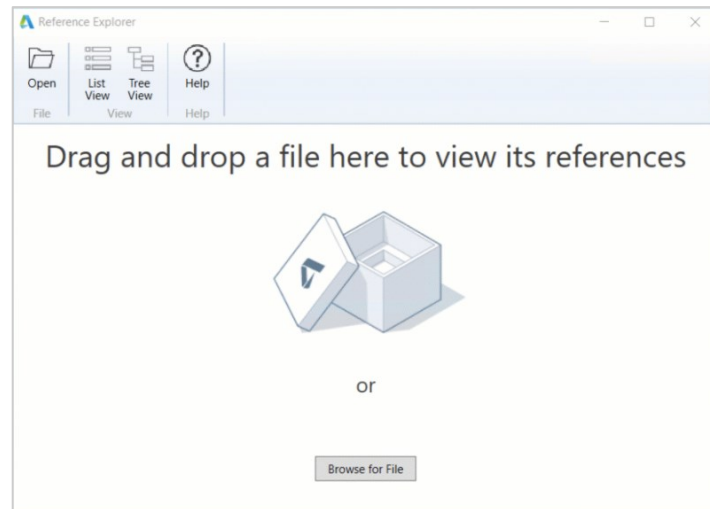 Reference Explorer
Open
List
View
Tree
View
Help
File
View
Help
Drag and drop a file here to view its references
or
Browse for File